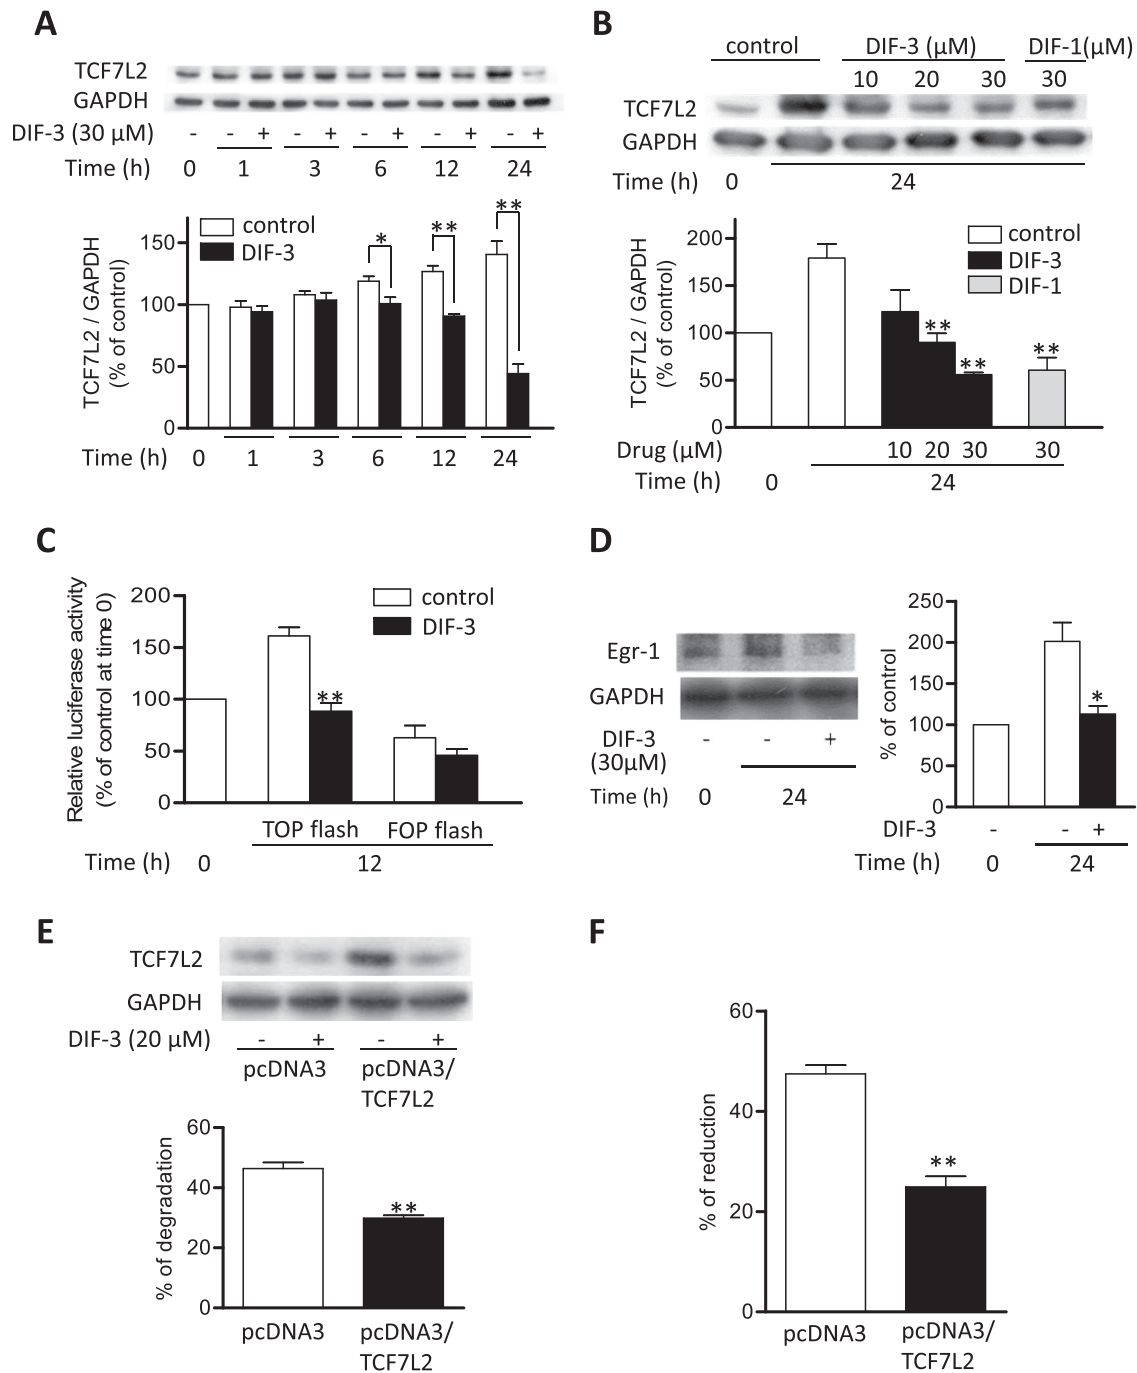 A
TCF7L2
GAPDH
DIF-3 (30 µM) - - + - + - + - + - +
Time (h) 0 1 3 6 12 24
control
DIF-3
* ** **
TCF7L2 / GAPDH
(% of control)
150
100
50
0
Time (h) 0 1 3 6 12 24
B
control DIF-3 (µM) DIF-1(µM)
10 20 30 30
TCF7L2
GAPDH
Time (h) 0 24
control
DIF-3
DIF-1
TCF7L2 / GAPDH
(% of control)
200
150
100
50
0
** ** **
Drug (µM) 10 20 30 30
Time (h) 0 24
C
Relative luciferase activity
(% of control at time 0)
200
150
100
50
0
control
DIF-3
**
TOP flash FOP flash
Time (h) 0 12
D
Egr-1
GAPDH
DIF-3 - - +
(30µM)
Time (h) 0 24
% of control
250
200
150
100
50
0
*
DIF-3 - - +
Time (h) 0 24
E
TCF7L2
GAPDH
DIF-3 (20 µM) - + - +
pcDNA3 pcDNA3/
TCF7L2
% of degradation
60
40
20
0
**
pcDNA3 pcDNA3/
TCF7L2
F
% of reduction
60
40
20
0
**
pcDNA3 pcDNA3/
TCF7L2